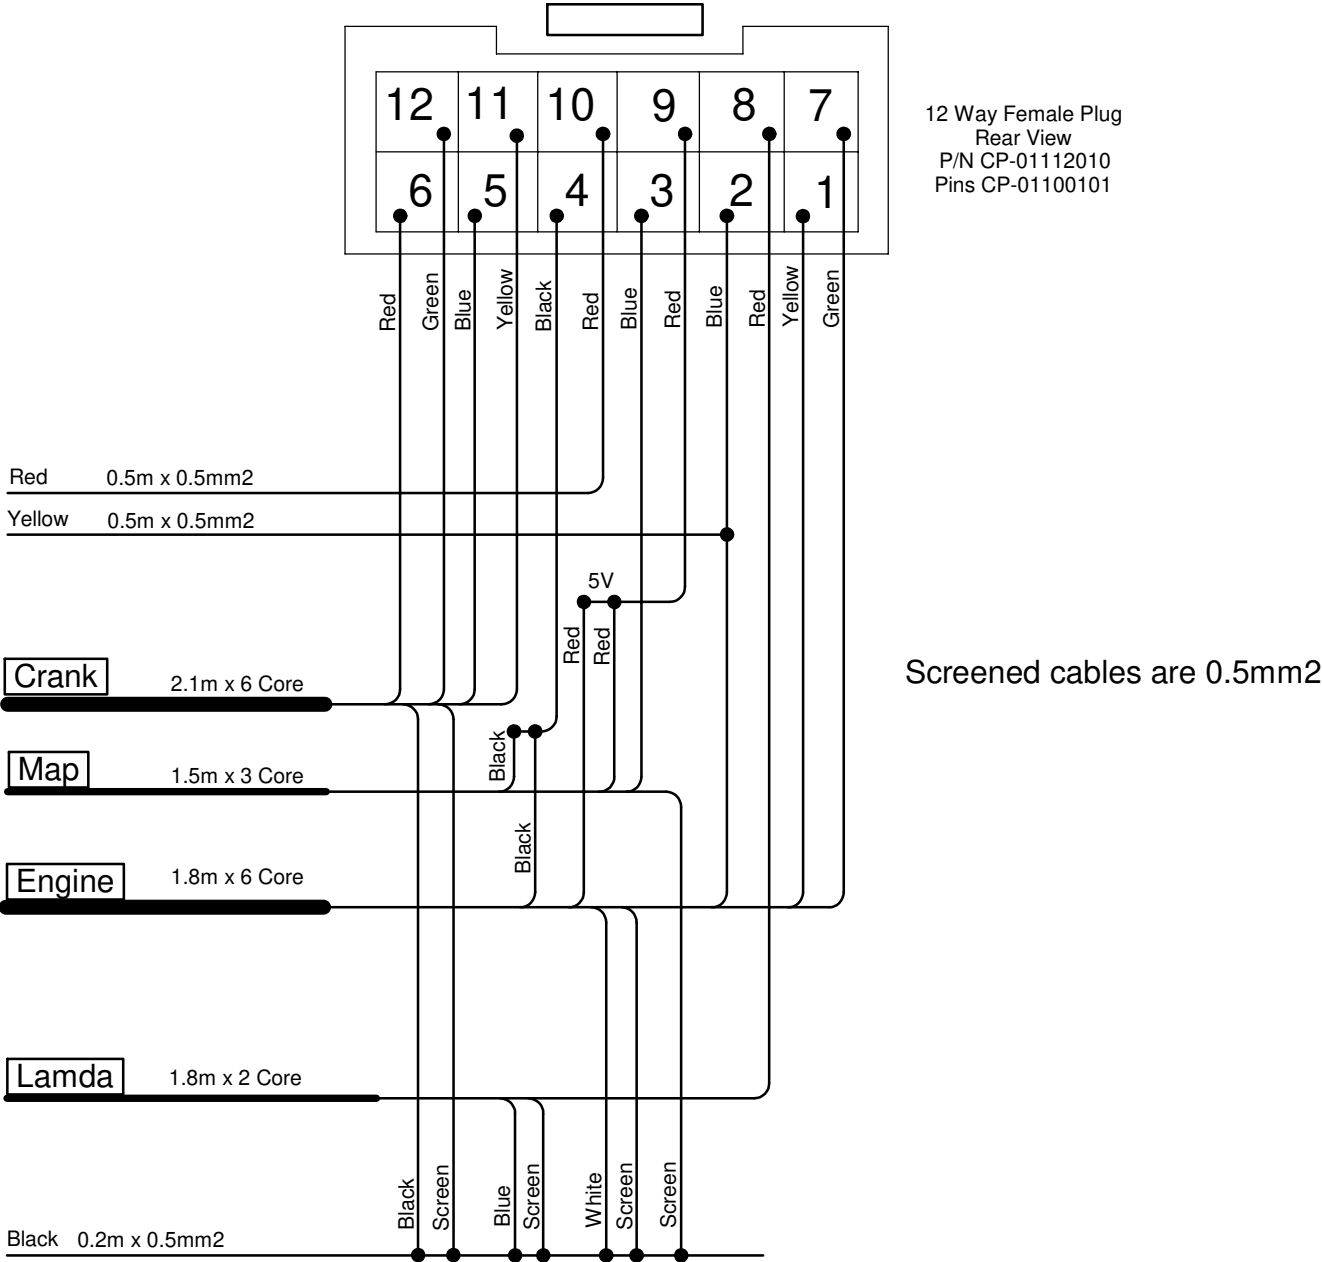 12 11 10 9 8 7
6 5 4 3 2 1
12 Way Female Plug
Rear View
P/N CP-01112010
Pins CP-01100101
Red
Green
Blue
Yellow
Black
Red
Blue
Red
Blue
Red
Yellow
Green
Red 0.5m x 0.5mm2
Yellow 0.5m x 0.5mm2
5V
Red
Red
Crank 2.1m x 6 Core
Screened cables are 0.5mm2
Black
Map 1.5m x 3 Core
Black
Engine 1.8m x 6 Core
Lamda 1.8m x 2 Core
Black
Screen
Blue
Screen
White
Screen
Screen
Black 0.2m x 0.5mm2